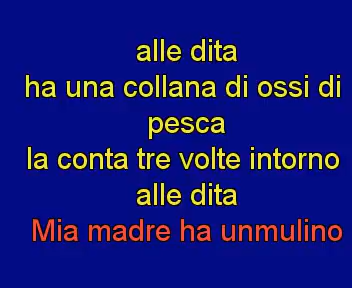 alle dita
ha una collana di ossi di
pesca
la conta tre volte intorno
alle dita
Mia madre ha unmulino